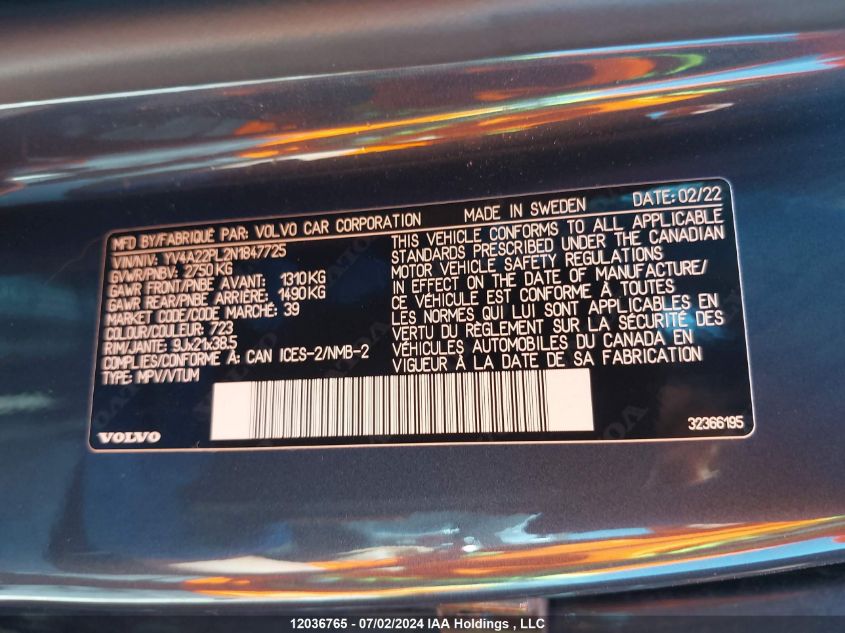 MFD BY/FABRIQUÉ PAR: VOLVO CAR CORPORATION MADE IN SWEDEN DATE: 02/22
VIN/NIV: YV4A22PL2N1847725
GVWR/PNBV: 2750 KG
GAWR FRONT/PNBE AVANT: 1310 KG
GAWR REAR/PNBE ARRIÈRE: 1490 KG
MARKET CODE/CODE MARCHÉ: 39
COLOUR/COULEUR: 723
RIM/JANTE: 9Jx21x38.5
COMPLIES/CONFORME À: CAN ICES-2/NMB-2
TYPE: MPV/VTUM
THIS VEHICLE CONFORMS TO ALL APPLICABLE
STANDARDS PRESCRIBED UNDER THE CANADIAN
MOTOR VEHICLE SAFETY REGULATIONS
IN EFFECT ON THE DATE OF MANUFACTURE/
CE VÉHICULE EST CONFORME À TOUTES
LES NORMES QUI LUI SONT APPLICABLES EN
VERTU DU RÈGLEMENT SUR LA SÉCURITÉ DES
VÉHICULES AUTOMOBILES DU CANADA EN
VIGUEUR À LA DATE DE SA FABRICATION
VOLVO
32366195
12036765 - 07/02/2024 IAA Holdings , LLC